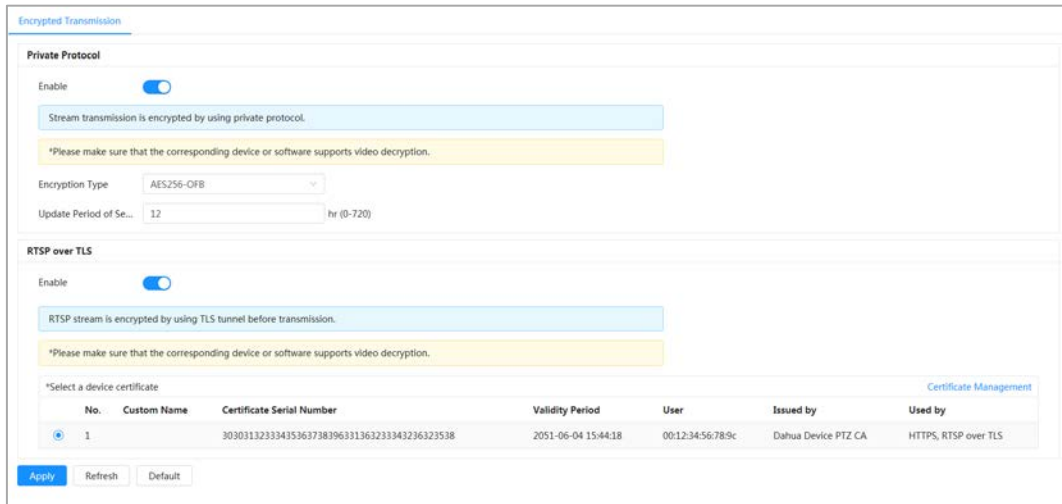 Encrypted Transmission
Private Protocol
Enable
Stream transmission is encrypted by using private protocol.
*Please make sure that the corresponding device or software supports video decryption.
Encryption Type AES256-OFB
Update Period of Se... 12 hr (0-720)
RTSP over TLS
Enable
RTSP stream is encrypted by using TLS tunnel before transmission.
*Please make sure that the corresponding device or software supports video decryption.
*Select a device certificate Certificate Management
No. Custom Name Certificate Serial Number Validity Period User Issued by Used by
1 3030313233343536373839633136323334323632353​8 2051-06-04 15:44:18 00:12:34:56:78:9c Dahua Device PTZ CA HTTPS, RTSP over TLS
Apply Refresh Default